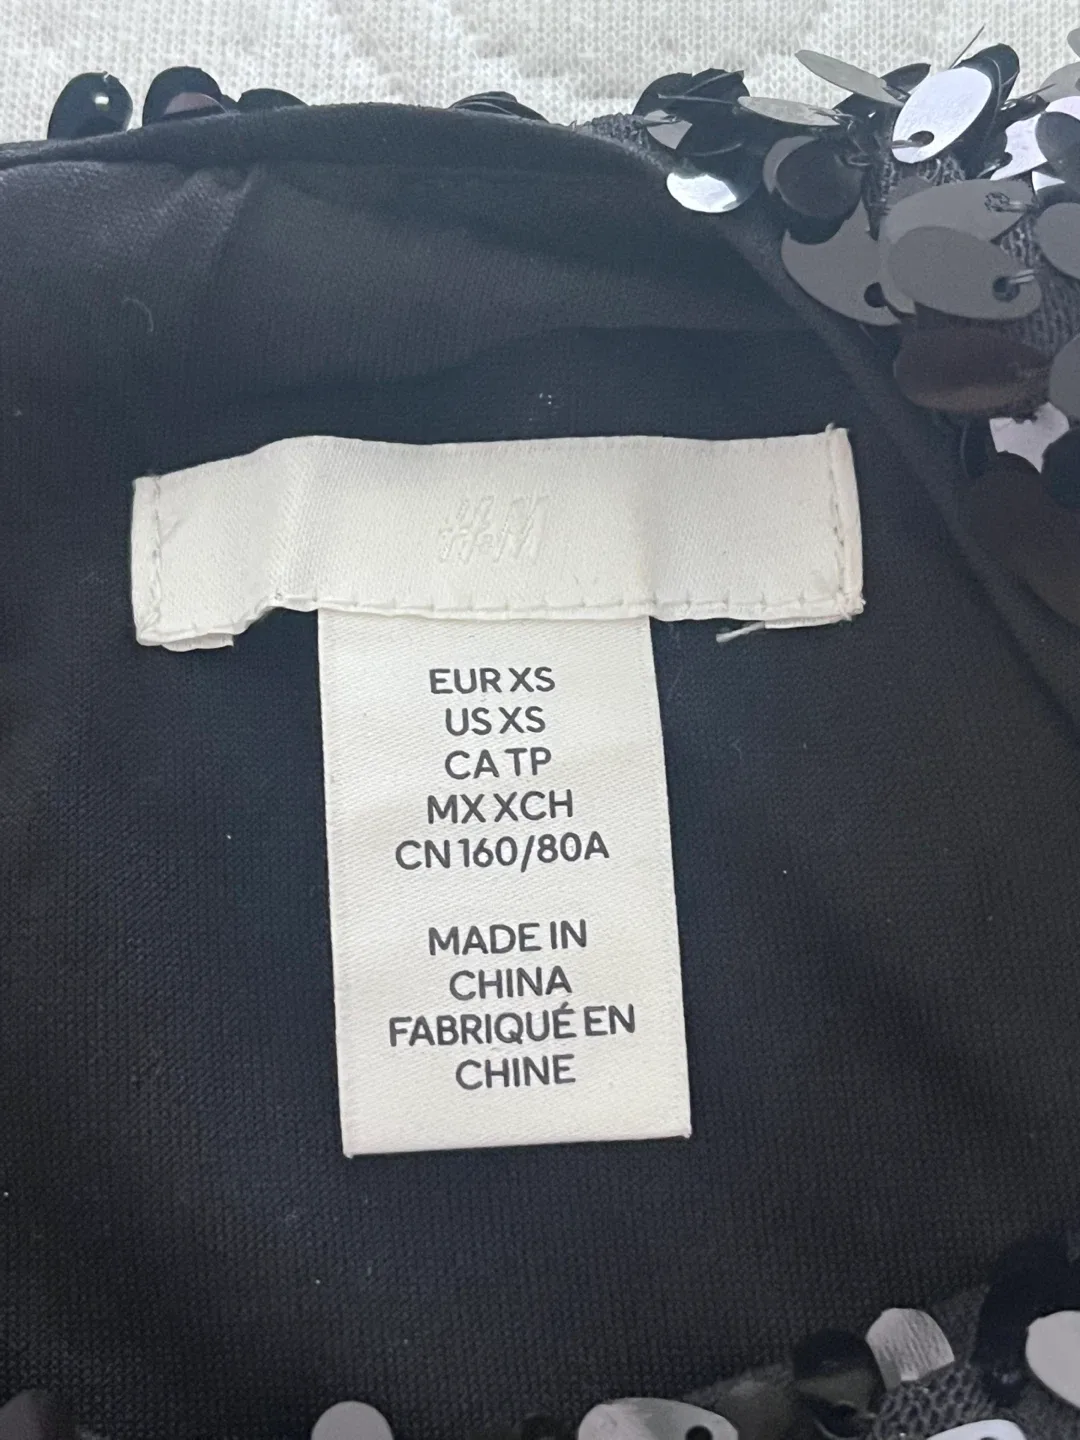 H&M
EUR XS
US XS
CA TP
MX XCH
CN 160/80A
MADE IN
CHINA
FABRIQUÉ EN
CHINE